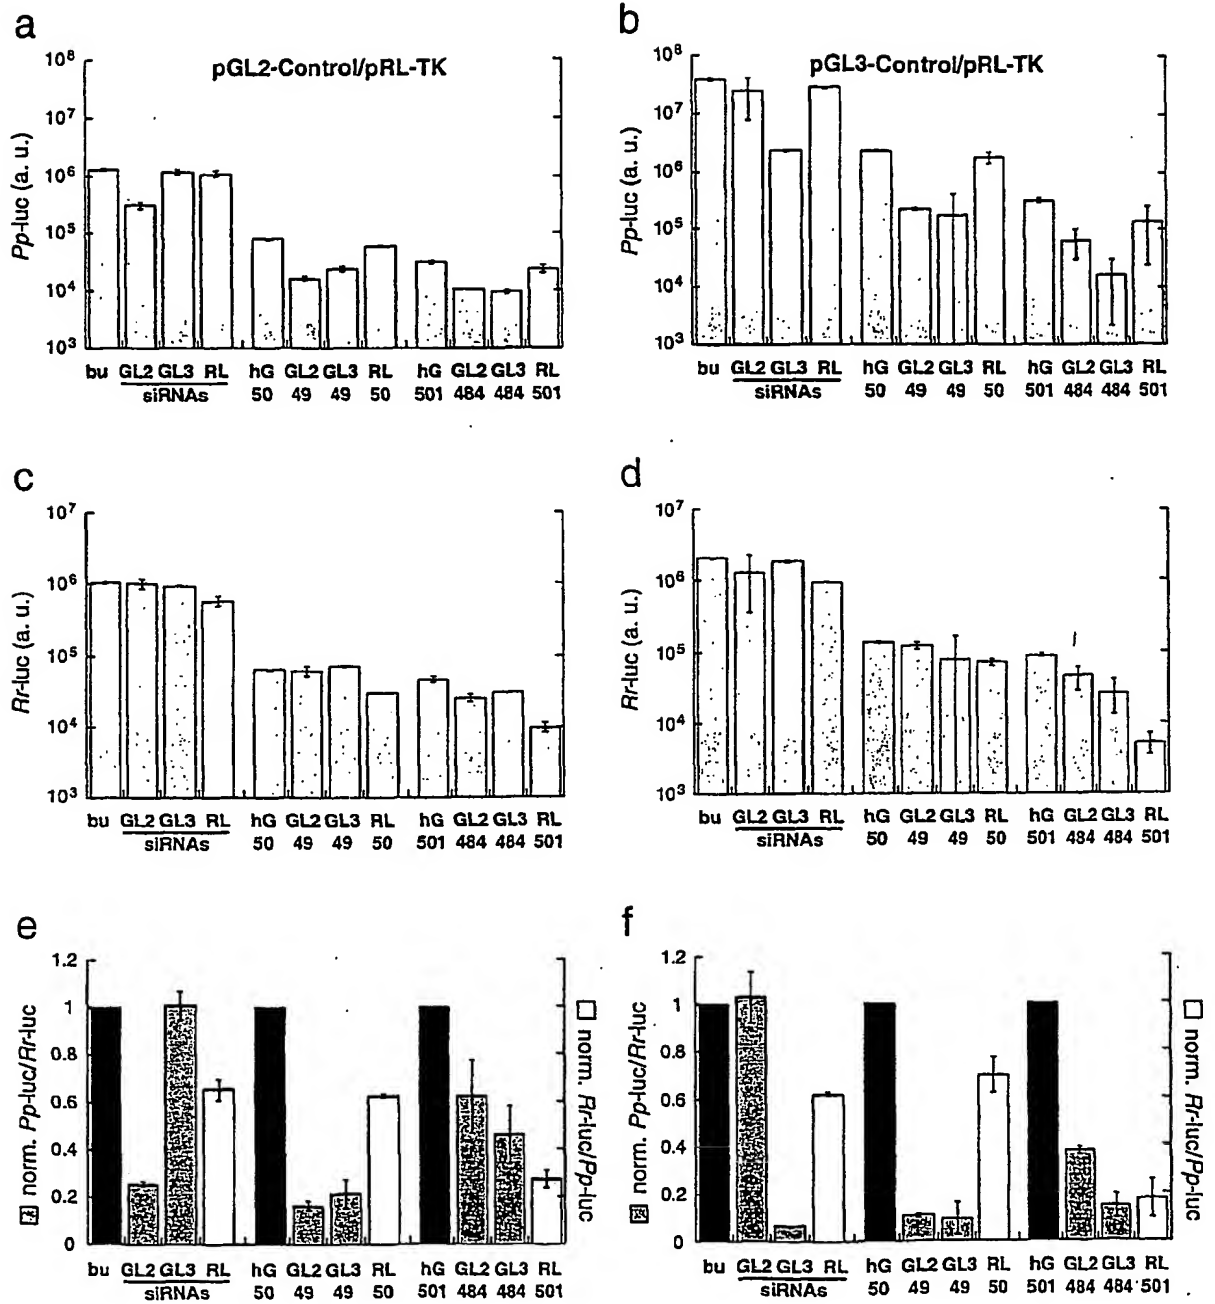 a
pGL2-Control/pRL-TK
Pp-luc (a. u.)
10⁸
10⁷
10⁶
10⁵
10⁴
10³
bu GL2 GL3 RL hG GL2 GL3 RL hG GL2 GL3 RL
siRNAs 50 49 49 50 501 484 484 501
b
pGL3-Control/pRL-TK
Pp-luc (a. u.)
10⁸
10⁷
10⁶
10⁵
10⁴
10³
bu GL2 GL3 RL hG GL2 GL3 RL hG GL2 GL3 RL
siRNAs 50 49 49 50 501 484 484 501
c
Rr-luc (a. u.)
10⁷
10⁶
10⁵
10⁴
10³
bu GL2 GL3 RL hG GL2 GL3 RL hG GL2 GL3 RL
siRNAs 50 49 49 50 501 484 484 501
d
Rr-luc (a. u.)
10⁷
10⁶
10⁵
10⁴
10³
bu GL2 GL3 RL hG GL2 GL3 RL hG GL2 GL3 RL
siRNAs 50 49 49 50 501 484 484 501
e
norm. Pp-luc/Rr-luc
1.2
1
0.8
0.6
0.4
0.2
0
norm. Rr-luc/Pp-luc
bu GL2 GL3 RL hG GL2 GL3 RL hG GL2 GL3 RL
siRNAs 50 49 49 50 501 484 484 501
f
norm. Pp-luc/Rr-luc
1.2
1
0.8
0.6
0.4
0.2
0
norm. Rr-luc/Pp-luc
bu GL2 GL3 RL hG GL2 GL3 RL hG GL2 GL3 RL
siRNAs 50 49 49 50 501 484 484 501